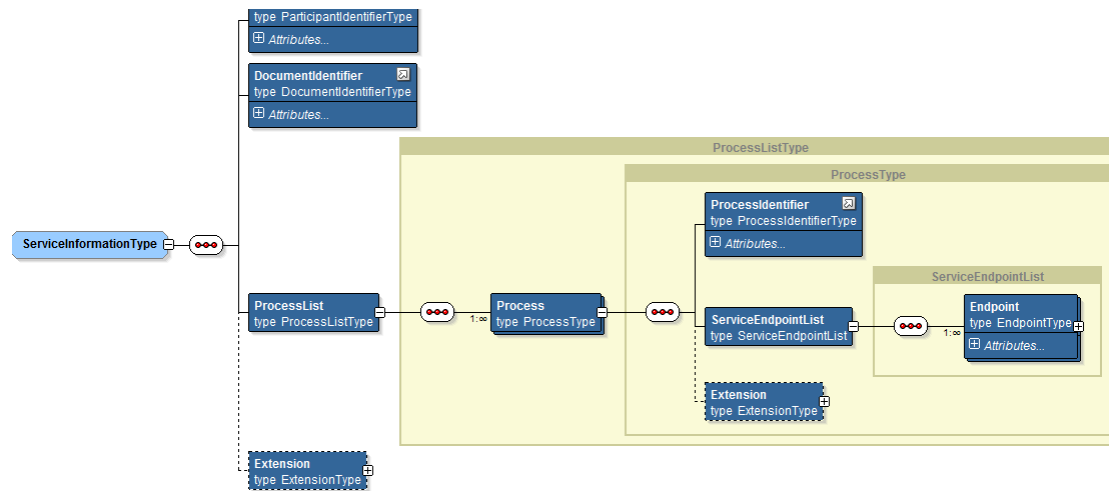 type ParticipantIdentifierType
Attributes...
DocumentIdentifier
type DocumentIdentifierType
Attributes...
ProcessListType
ProcessType
ProcessIdentifier
type ProcessIdentifierType
Attributes...
ServiceInformationType
ServiceEndpointList
ProcessList
type ProcessListType
1:∞
Process
type ProcessType
ServiceEndpointList
type ServiceEndpointList
1:∞
Endpoint
type EndpointType
Attributes...
Extension
type ExtensionType
Extension
type ExtensionType